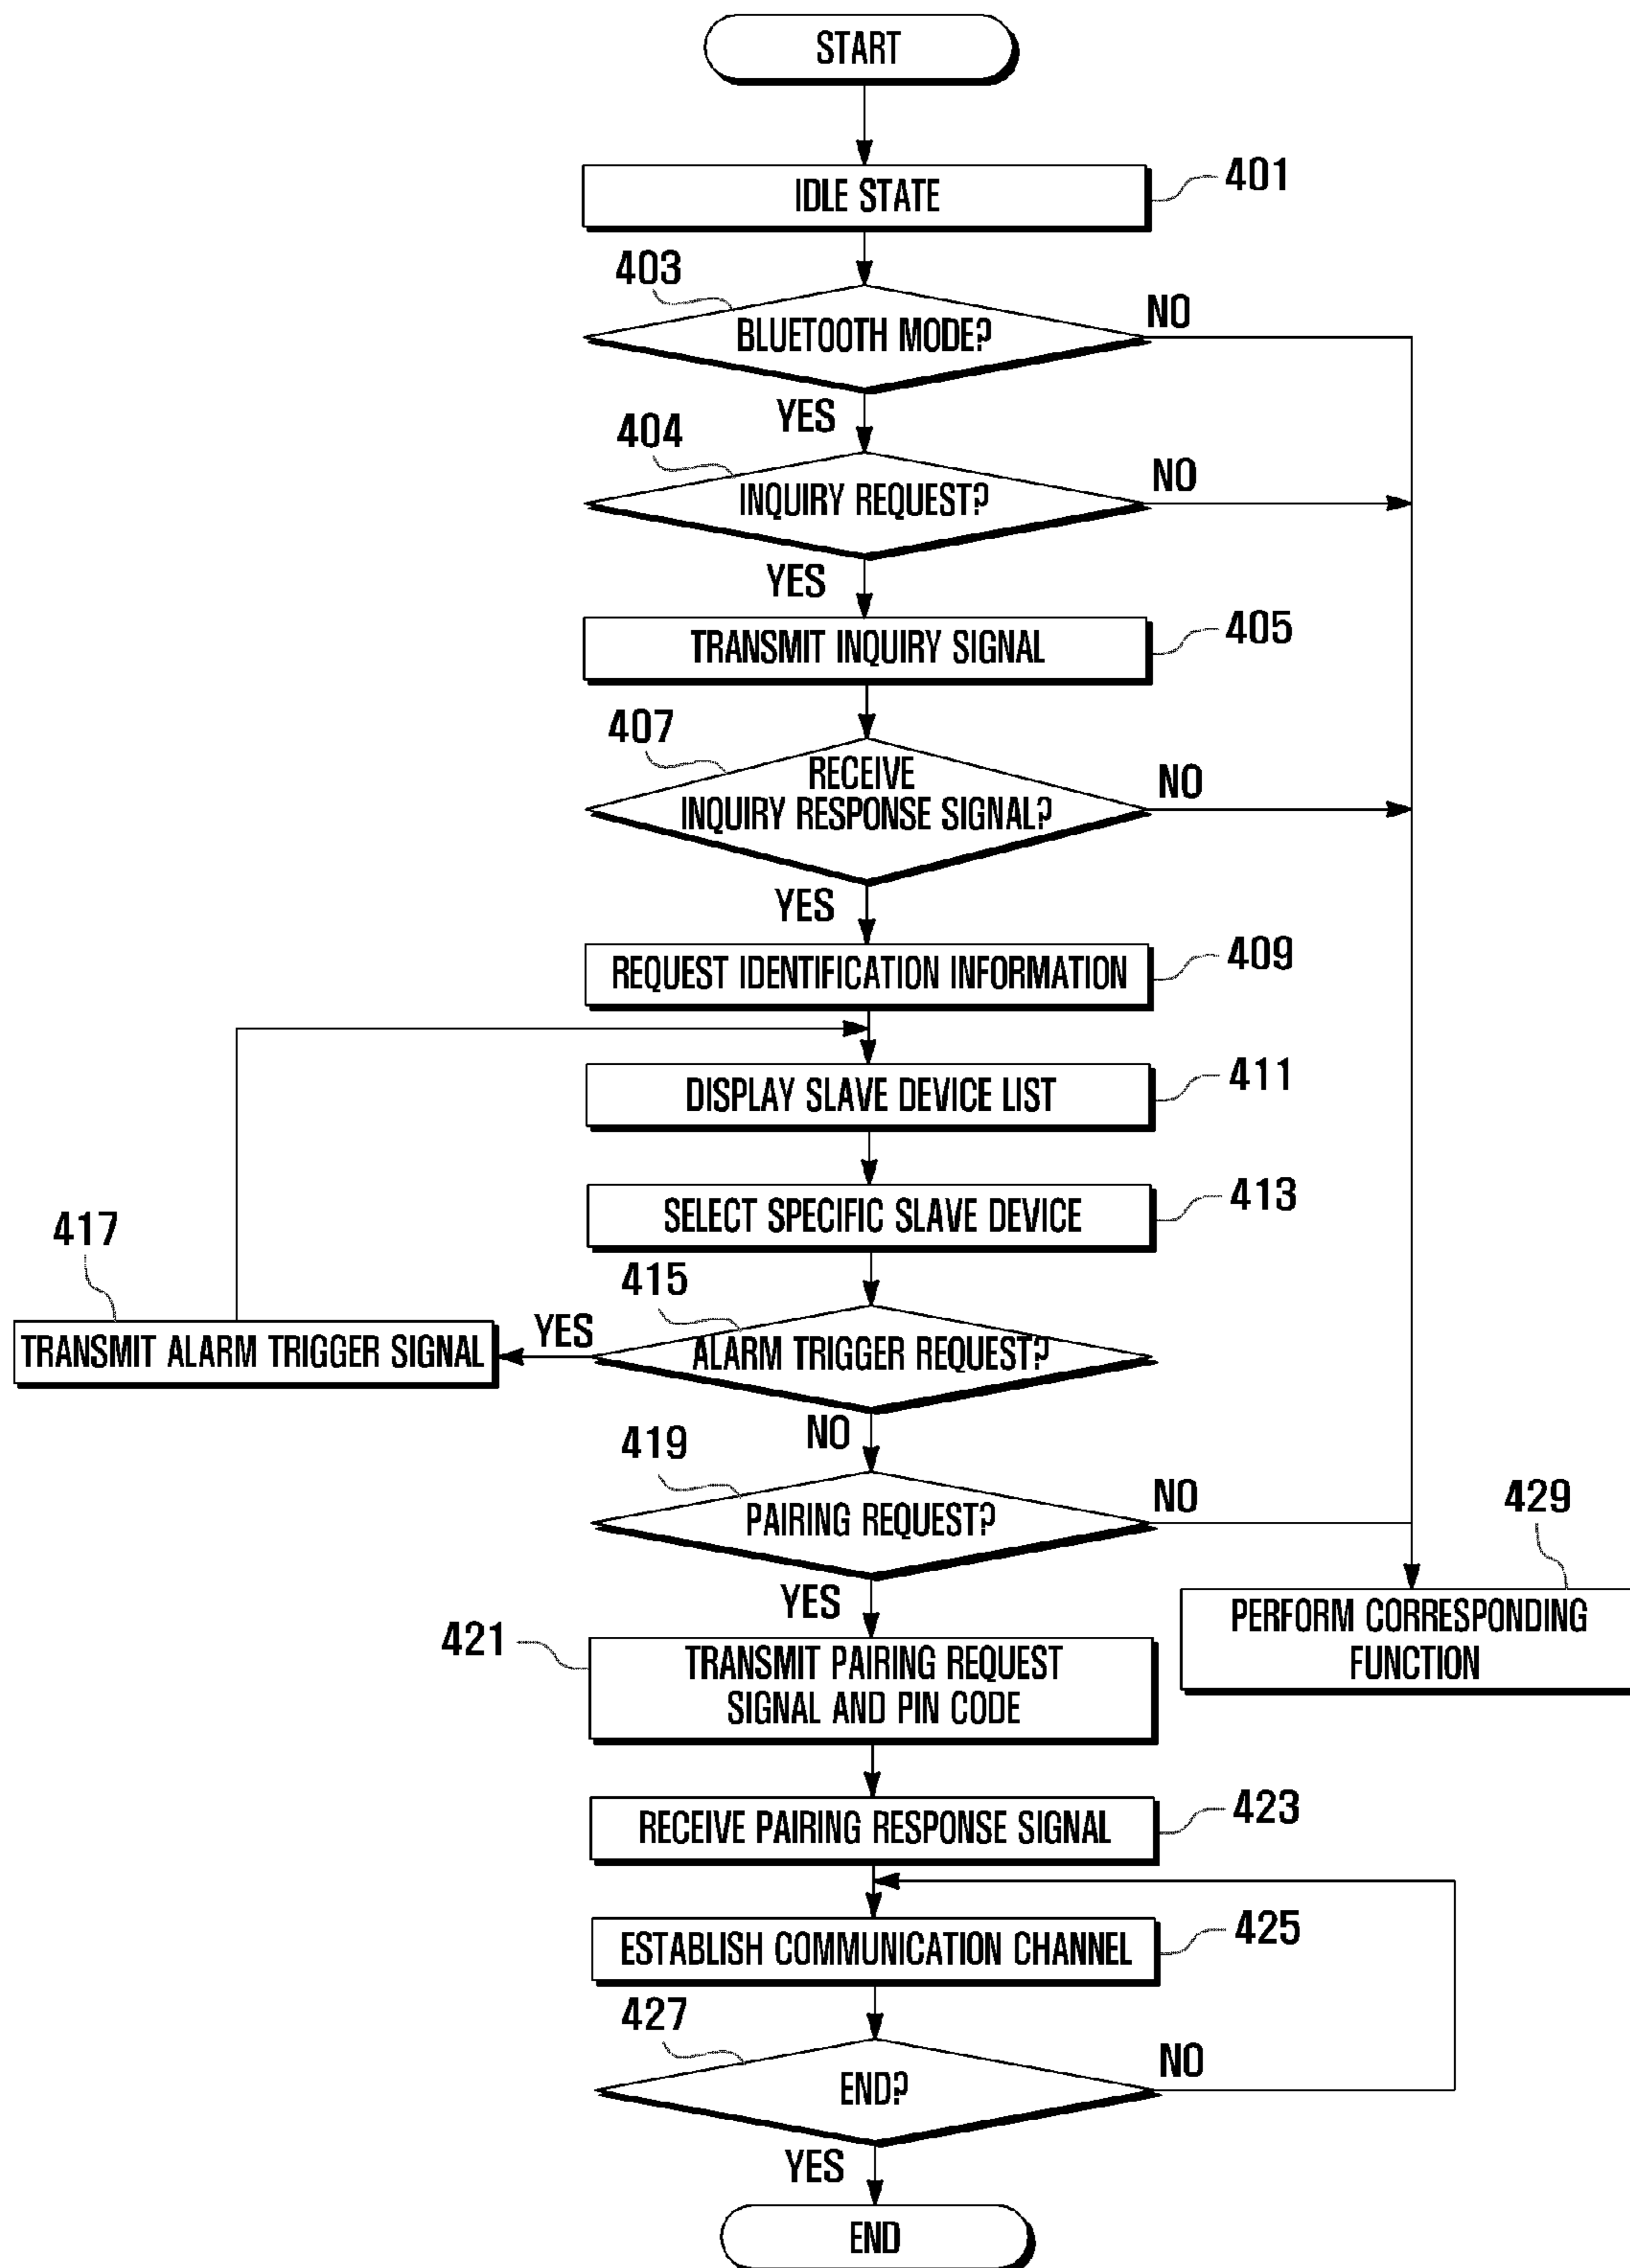 START
IDLE STATE
401
403
BLUETOOTH MODE?
NO
YES
404
INQUIRY REQUEST?
NO
YES
TRANSMIT INQUIRY SIGNAL
405
407
RECEIVE
INQUIRY RESPONSE SIGNAL?
NO
YES
REQUEST IDENTIFICATION INFORMATION
409
DISPLAY SLAVE DEVICE LIST
411
SELECT SPECIFIC SLAVE DEVICE
413
417
TRANSMIT ALARM TRIGGER SIGNAL
YES
415
ALARM TRIGGER REQUEST?
NO
419
PAIRING REQUEST?
NO
429
PERFORM CORRESPONDING
FUNCTION
YES
421
TRANSMIT PAIRING REQUEST
SIGNAL AND PIN CODE
RECEIVE PAIRING RESPONSE SIGNAL
423
ESTABLISH COMMUNICATION CHANNEL
425
427
END?
NO
YES
END